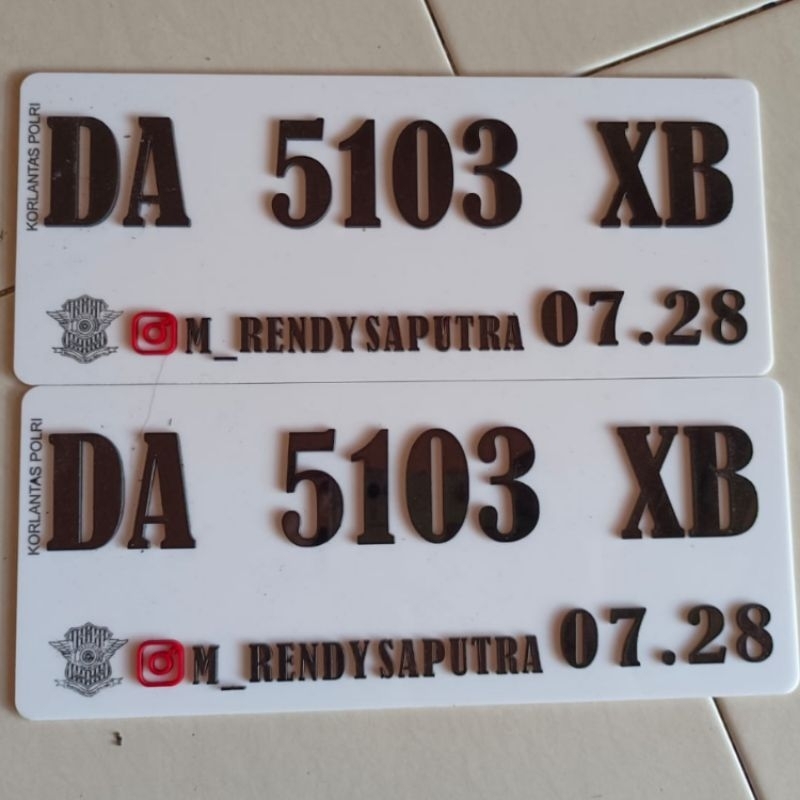 KORLANTAS POLRI
DA 5103 XB
M_RENDYSAPUTRA 07.28
KORLANTAS POLRI
DA 5103 XB
M_RENDYSAPUTRA 07.28